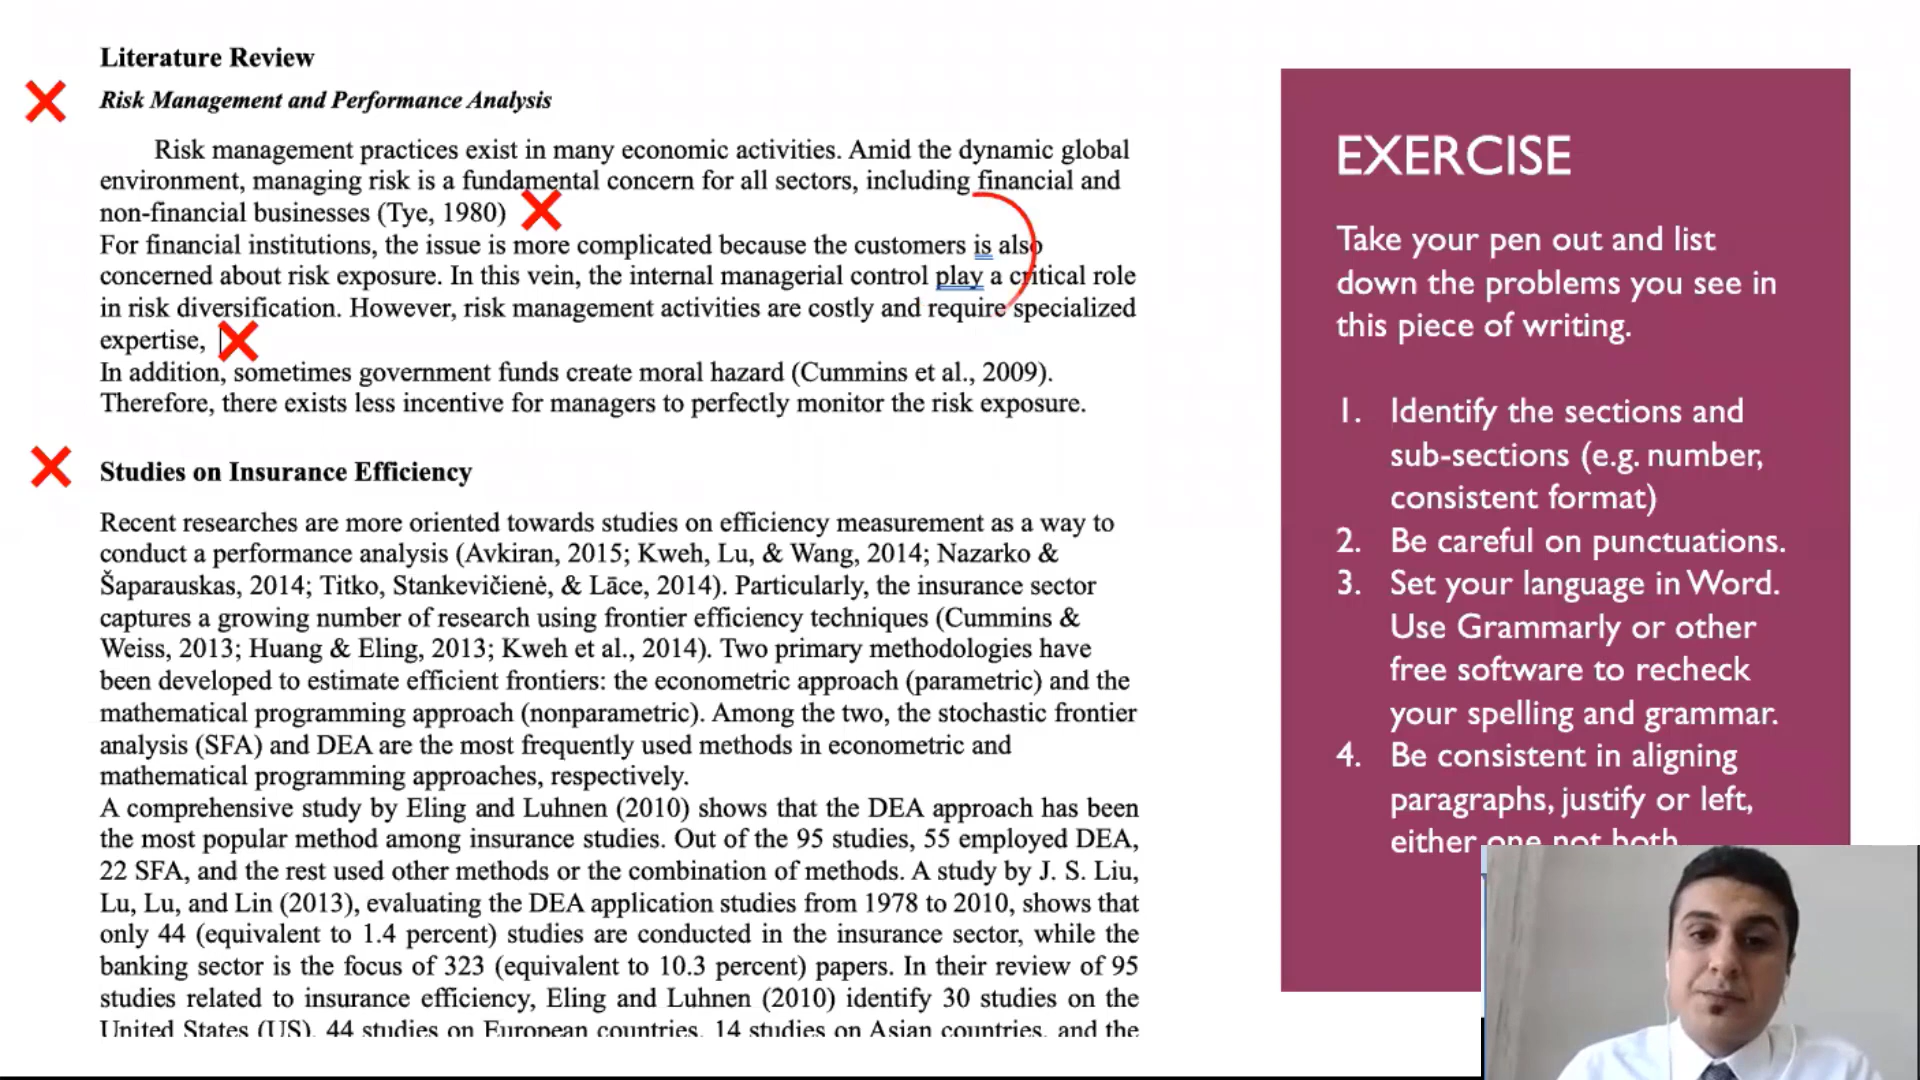 Literature Review
Risk Management and Performance Analysis
Risk management practices exist in many economic activities. Amid the dynamic global
environment, managing risk is a fundamental concern for all sectors, including financial and
non-financial businesses (Tye, 1980)
For financial institutions, the issue is more complicated because the customers is also
concerned about risk exposure. In this vein, the internal managerial control play a critical role
in risk diversification. However, risk management activities are costly and require specialized
expertise,
In addition, sometimes government funds create moral hazard (Cummins et al., 2009).
Therefore, there exists less incentive for managers to perfectly monitor the risk exposure.
Studies on Insurance Efficiency
Recent researches are more oriented towards studies on efficiency measurement as a way to
conduct a performance analysis (Avkiran, 2015; Kweh, Lu, & Wang, 2014; Nazarko &
Šaparauskas, 2014; Titko, Stankevičienė, & Lāce, 2014). Particularly, the insurance sector
captures a growing number of research using frontier efficiency techniques (Cummins &
Weiss, 2013; Huang & Eling, 2013; Kweh et al., 2014). Two primary methodologies have
been developed to estimate efficient frontiers: the econometric approach (parametric) and the
mathematical programming approach (nonparametric). Among the two, the stochastic frontier
analysis (SFA) and DEA are the most frequently used methods in econometric and
mathematical programming approaches, respectively.
A comprehensive study by Eling and Luhnen (2010) shows that the DEA approach has been
the most popular method among insurance studies. Out of the 95 studies, 55 employed DEA,
22 SFA, and the rest used other methods or the combination of methods. A study by J. S. Liu,
Lu, Lu, and Lin (2013), evaluating the DEA application studies from 1978 to 2010, shows that
only 44 (equivalent to 1.4 percent) studies are conducted in the insurance sector, while the
banking sector is the focus of 323 (equivalent to 10.3 percent) papers. In their review of 95
studies related to insurance efficiency, Eling and Luhnen (2010) identify 30 studies on the
United States (US), 44 studies on European countries, 14 studies on Asian countries, and the
EXERCISE
Take your pen out and list
down the problems you see in
this piece of writing.
1. Identify the sections and
sub-sections (e.g. number,
consistent format)
2. Be careful on punctuations.
3. Set your language in Word.
Use Grammarly or other
free software to recheck
your spelling and grammar.
4. Be consistent in aligning
paragraphs, justify or left,
either one not both